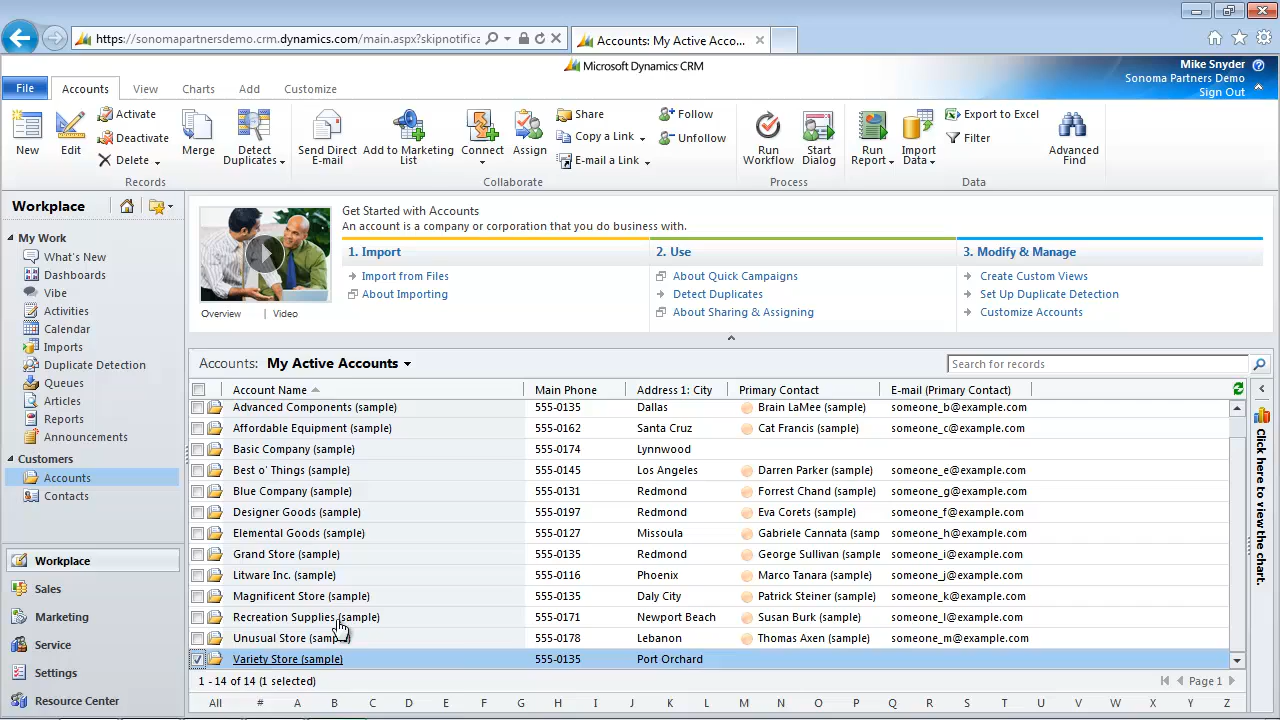 https://sonomapartnersdemo.crm.dynamics.com/main.aspx?skipnotifica
Accounts: My Active Acco...
Microsoft Dynamics CRM
Mike Snyder
Sonoma Partners Demo
Sign Out
File Accounts View Charts Add Customize
New
Edit
Activate
Deactivate
Delete
Merge
Detect Duplicates
Records
Send Direct E-mail
Add to Marketing List
Connect
Assign
Share
Copy a Link
E-mail a Link
Follow
Unfollow
Collaborate
Run Workflow
Start Dialog
Process
Run Report
Import Data
Export to Excel
Filter
Advanced Find
Data
Workplace
My Work
What's New
Dashboards
Vibe
Activities
Calendar
Imports
Duplicate Detection
Queues
Articles
Reports
Announcements
Customers
Accounts
Contacts
Workplace
Sales
Marketing
Service
Settings
Resource Center
Get Started with Accounts
An account is a company or corporation that you do business with.
Overview | Video
1. Import
Import from Files
About Importing
2. Use
About Quick Campaigns
Detect Duplicates
About Sharing & Assigning
3. Modify & Manage
Create Custom Views
Set Up Duplicate Detection
Customize Accounts
Accounts: My Active Accounts
Search for records
Account Name Main Phone Address 1: City Primary Contact E-mail (Primary Contact)
Advanced Components (sample) 555-0135 Dallas Brain LaMee (sample) someone_b@example.com
Affordable Equipment (sample) 555-0162 Santa Cruz Cat Francis (sample) someone_c@example.com
Basic Company (sample) 555-0174 Lynnwood
Best o' Things (sample) 555-0145 Los Angeles Darren Parker (sample) someone_e@example.com
Blue Company (sample) 555-0131 Redmond Forrest Chand (sample) someone_g@example.com
Designer Goods (sample) 555-0197 Redmond Eva Corets (sample) someone_f@example.com
Elemental Goods (sample) 555-0127 Missoula Gabriele Cannata (sample) someone_h@example.com
Grand Store (sample) 555-0135 Redmond George Sullivan (sample) someone_i@example.com
Litware Inc. (sample) 555-0116 Phoenix Marco Tanara (sample) someone_j@example.com
Magnificent Store (sample) 555-0135 Daly City Patrick Steiner (sample) someone_k@example.com
Recreation Supplies (sample) 555-0171 Newport Beach Susan Burk (sample) someone_l@example.com
Unusual Store (sample) 555-0178 Lebanon Thomas Axen (sample) someone_m@example.com
Variety Store (sample) 555-0135 Port Orchard
1 - 14 of 14 (1 selected)
Page 1
All # A B C D E F G H I J K L M N O P Q R S T U V W X Y Z
Click here to view the chart.